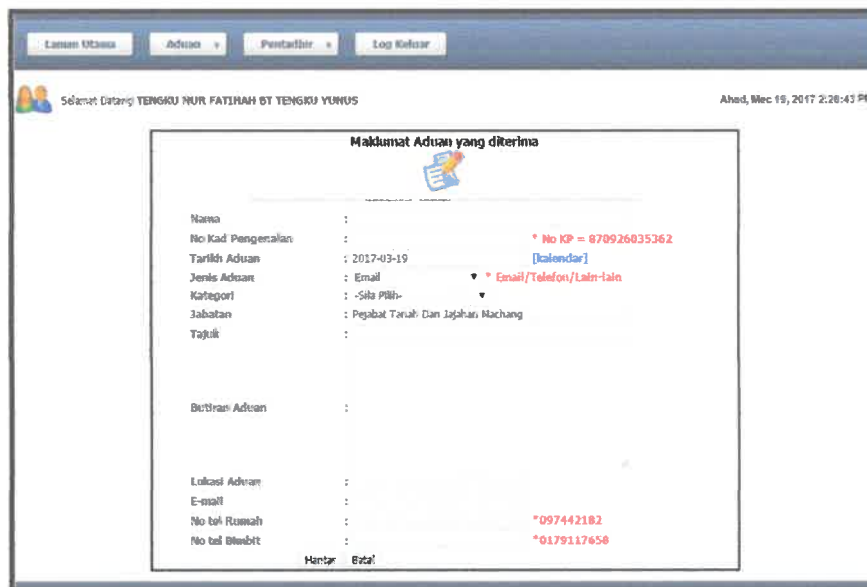 Laman Utama Aduan Pentadbir Log Keluar
Selamat Datang TENGKU NUR FATIHAH BT TENGKU YUNUS Ahad, Mac 19, 2017 2:26:43
Maklumat Aduan yang diterima
Nama :
No Kad Pengenalan : * No KP = 870926035362
Tarikh Aduan : 2017-03-19 [kalendar]
Jenis Aduan : Email * Email/Telefon/Lain-lain
Kategori : -Sila Pilih-
Jabatan : Pejabat Tanah Dan Jajahan Machang
Tajuk :
Butiran Aduan :
Lokasi Aduan :
E-mail :
No tel Rumah : *097442182
No tel Bimbit : *0179117658
Hantar Batal